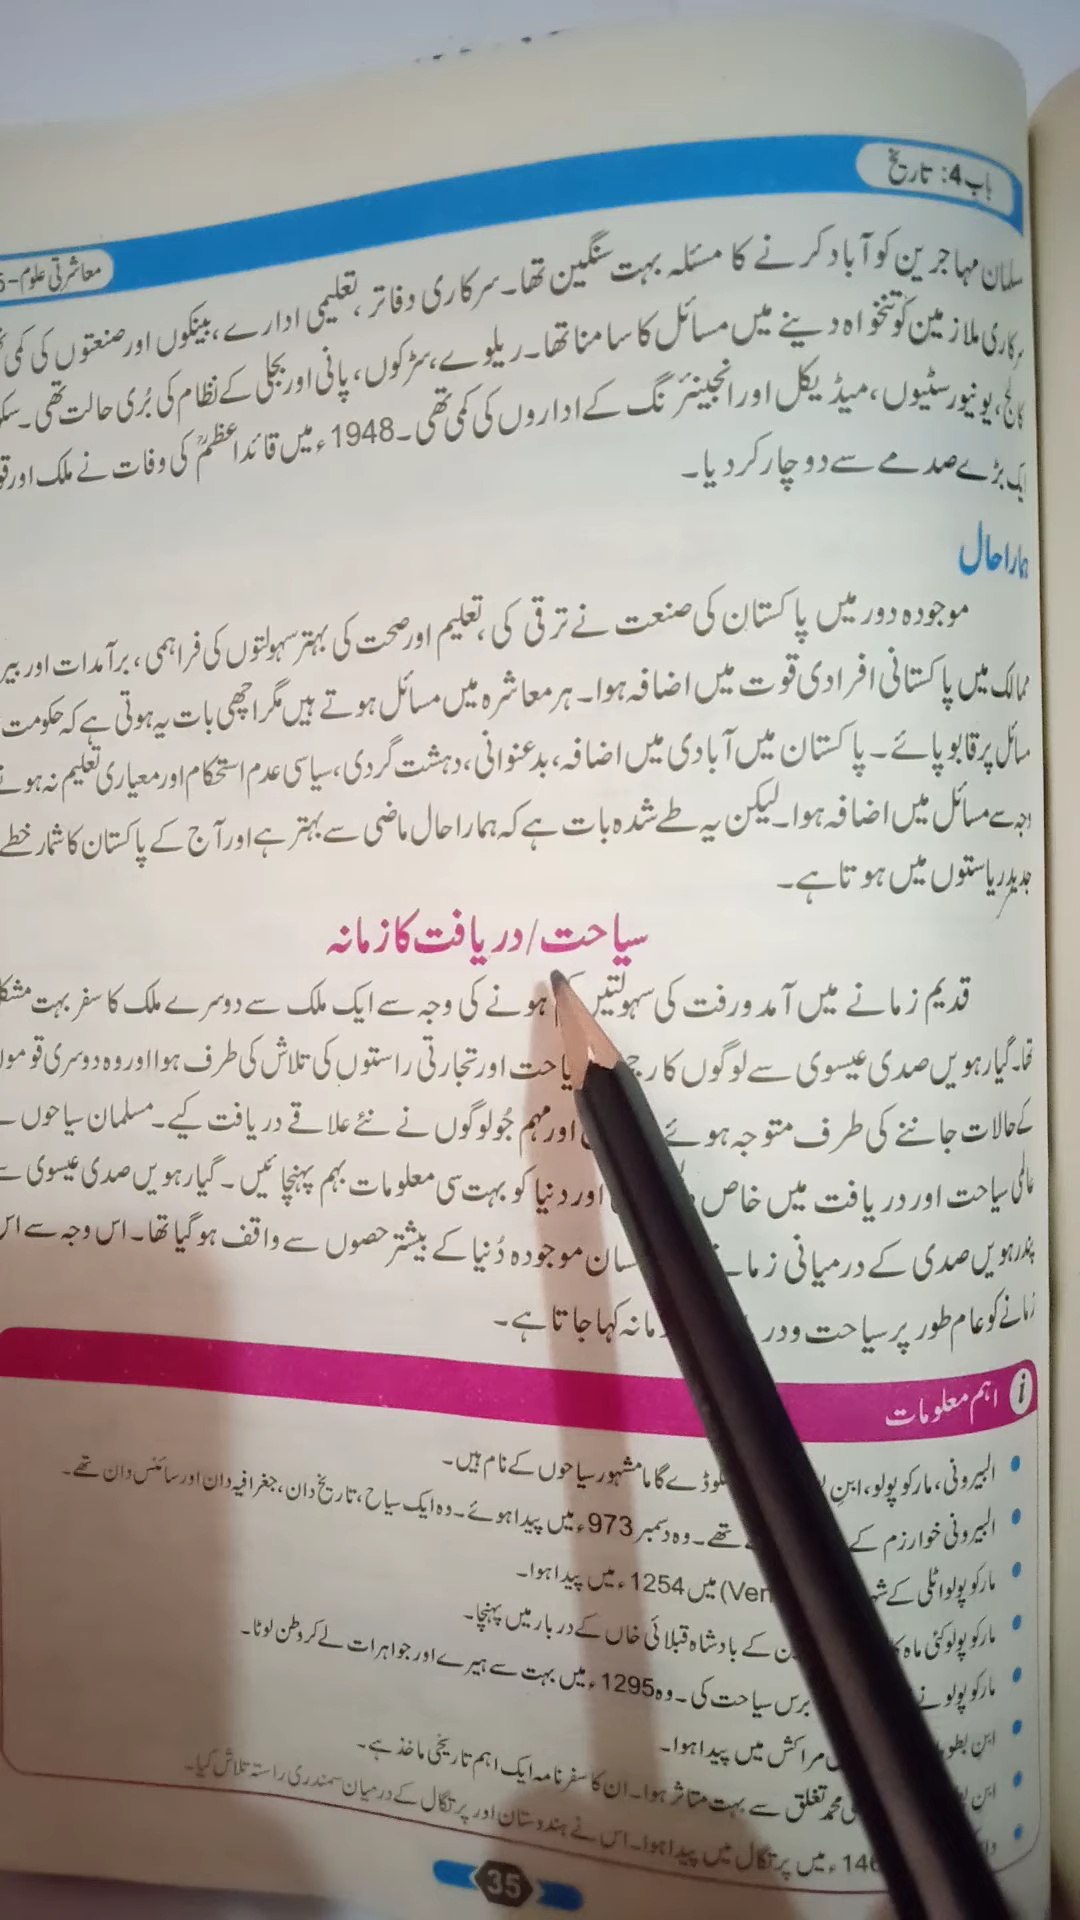 باب 4: تاریخ
معاشرتی علوم-
مہاجرین کو آباد کرنے کا مسئلہ بہت سنگین تھا۔ سرکاری دفاتر، تعلیمی ادارے، بینکوں اور صنعتوں کی کمی
ملازمین کو تنخواہ دینے میں مسائل کا سامنا تھا۔ ریلوے، سڑکوں، پانی اور بجلی کے نظام کی بُری حالت تھی۔
کالج، یونیورسٹیوں، میڈیکل اور انجینئرنگ کے اداروں کی کمی تھی۔ 1948ء میں قائداعظمؒ کی وفات نے ملک اور
بڑے صدمے سے دوچار کر دیا۔
ہمارا حال
موجودہ دور میں پاکستان کی صنعت نے ترقی کی، تعلیم اور صحت کی بہتر سہولتوں کی فراہمی، برآمدات اور
ممالک میں پاکستانی افرادی قوت میں اضافہ ہوا۔ ہر معاشرہ میں مسائل ہوتے ہیں مگر اچھی بات یہ ہوتی ہے کہ حکومت
مسائل پر قابو پائے۔ پاکستان میں آبادی میں اضافہ، بدعنوانی، دہشت گردی، سیاسی عدم استحکام اور معیاری تعلیم نہ
وجہ سے مسائل میں اضافہ ہوا۔ لیکن یہ طے شدہ بات ہے کہ ہمارا حال ماضی سے بہتر ہے اور آج کے پاکستان کا شمار خطے
جدید ریاستوں میں ہوتا ہے۔
سیاحت/دریافت کا زمانہ
قدیم زمانے میں آمدورفت کی سہولتیں ہونے کی وجہ سے ایک ملک سے دوسرے ملک کا سفر بہت
تھا۔ گیارہویں صدی عیسوی سے لوگوں کا اور تجارتی راستوں کی تلاش کی طرف ہوا اور وہ دوسری
کے حالات جاننے کی طرف متوجہ ہوئے اور مہم جُو لوگوں نے نئے علاقے دریافت کیے۔ مسلمان سیاحوں
عالمی سیاحت اور دریافت میں خاص اور دنیا کو بہت سی معلومات بہم پہنچائیں۔ گیارہویں صدی عیسوی
پندرہویں صدی کے درمیانی موجودہ دُنیا کے بیشتر حصوں سے واقف ہو گیا تھا۔ اس وجہ سے
زمانے کو عام طور پر سیاحت و کہا جاتا ہے۔
اہم معلومات
البیرونی، مارکو پولو، ڈے گاما مشہور سیاحوں کے نام ہیں۔
البیرونی خوارزم کے تھے۔ وہ دسمبر 973ء میں پیدا ہوئے۔ وہ ایک سیاح، تاریخ دان، جغرافیہ دان اور سائنس دان تھے۔
مارکو پولو اٹلی کے میں 1254ء میں پیدا ہوا۔
مارکو پولو کئی ماہ کے بادشاہ قبلائی خاں کے دربار میں پہنچا۔
مارکو پولو نے برس سیاحت کی۔ وہ 1295ء میں بہت سے ہیرے اور جواہرات لے کر وطن لوٹا۔
ابنِ مراکش میں پیدا ہوا۔
ابنِ محمد تغلق سے بہت متاثر ہوا۔ ان کا سفرنامہ ایک اہم تاریخی ماخذ ہے۔
میں پرتگال میں پیدا ہوا۔ اس نے ہندوستان اور پرتگال کے درمیان سمندری راستہ تلاش کیا۔
35